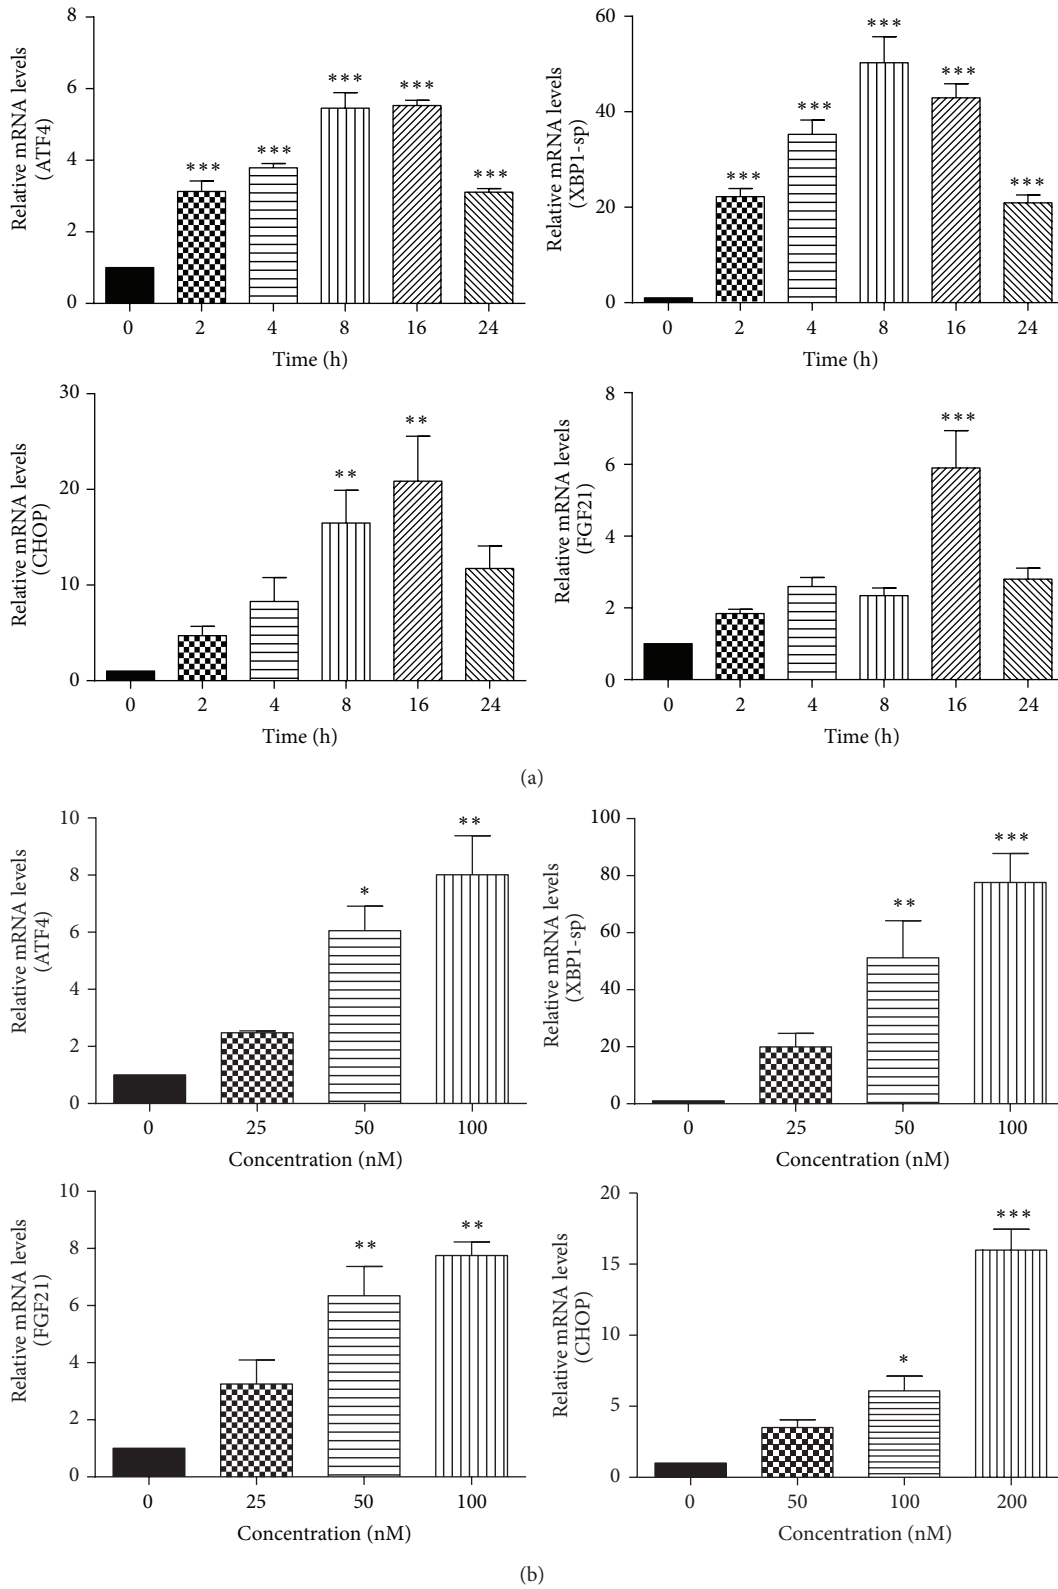 Relative mRNA levels
(ATF4)
8
6
4
2
0
***
***
***
***
***
0 2 4 8 16 24
Time (h)
Relative mRNA levels
(XBP1-sp)
60
40
20
0
***
***
***
***
***
0 2 4 8 16 24
Time (h)
Relative mRNA levels
(CHOP)
30
20
10
0
**
**
0 2 4 8 16 24
Time (h)
Relative mRNA levels
(FGF21)
8
6
4
2
0
***
0 2 4 8 16 24
Time (h)
(a)
Relative mRNA levels
(ATF4)
10
8
6
4
2
0
*
**
0 25 50 100
Concentration (nM)
Relative mRNA levels
(XBP1-sp)
100
80
60
40
20
0
**
***
0 25 50 100
Concentration (nM)
Relative mRNA levels
(FGF21)
10
8
6
4
2
0
**
**
0 25 50 100
Concentration (nM)
Relative mRNA levels
(CHOP)
20
15
10
5
0
*
***
0 50 100 200
Concentration (nM)
(b)